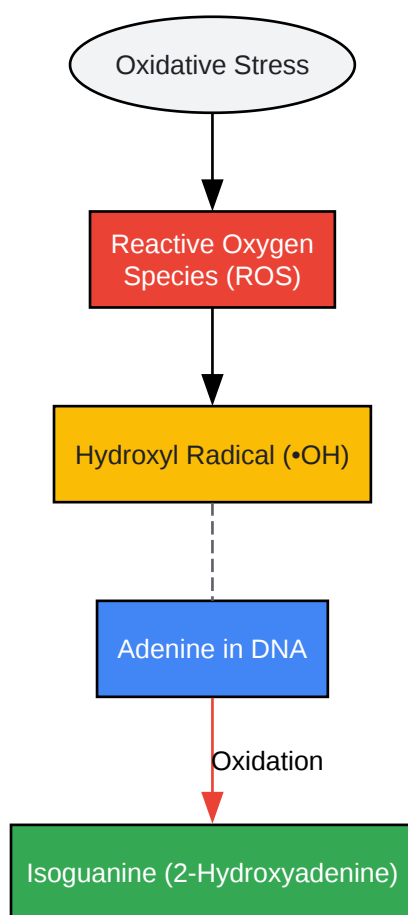 Oxidative Stress
Reactive Oxygen
Species (ROS)
Hydroxyl Radical (•OH)
Adenine in DNA
Oxidation
Isoguanine (2-Hydroxyadenine)